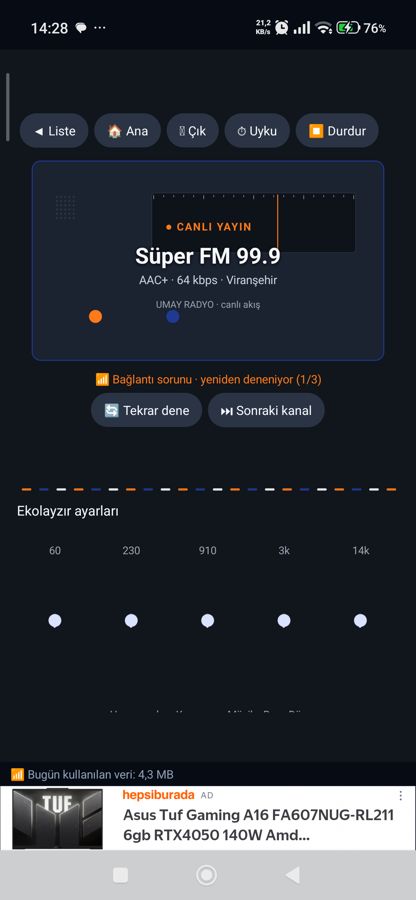 14:28
21,2 KB/s
76%
◄ Liste
🏠 Ana
Çık
⏱ Uyku
⏹ Durdur
● CANLI YAYIN
Süper FM 99.9
AAC+ · 64 kbps · Viranşehir
UMAY RADYO · canlı akış
📶 Bağlantı sorunu · yeniden deneniyor (1/3)
🔄 Tekrar dene
⏭ Sonraki kanal
Ekolayzır ayarları
60 230 910 3k 14k
📶 Bugün kullanılan veri: 4,3 MB
TUF
hepsiburada AD
Asus Tuf Gaming A16 FA607NUG-RL211
6gb RTX4050 140W Amd...